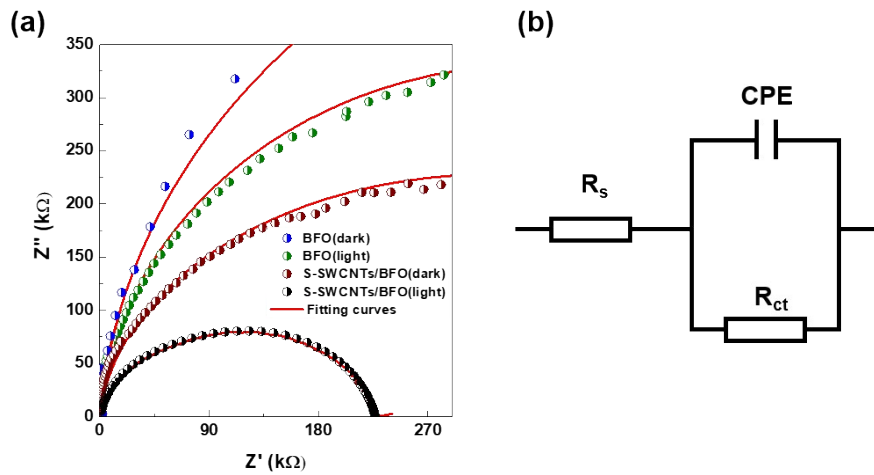 (a)
350
300
250
200
150
100
50
0
Z'' (kΩ)
BFO(dark)
BFO(light)
S-SWCNTs/BFO(dark)
S-SWCNTs/BFO(light)
Fitting curves
0 90 180 270
Z' (kΩ)
(b)
CPE
Rs
Rct